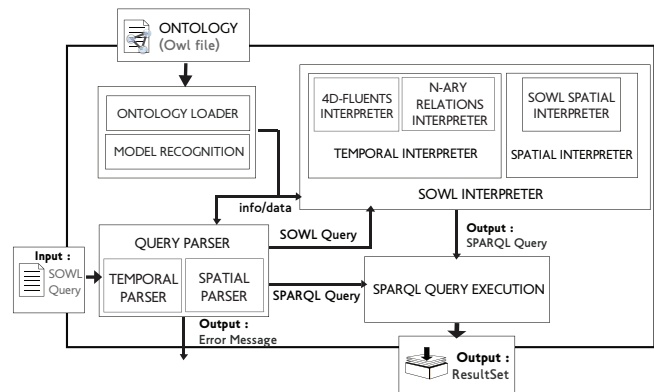 ONTOLOGY
(Owl file)
ONTOLOGY LOADER
MODEL RECOGNITION
4D-FLUENTS
INTERPRETER
N-ARY
RELATIONS
INTERPRETER
TEMPORAL INTERPRETER
SOWL SPATIAL
INTERPRETER
SPATIAL INTERPRETER
SOWL INTERPRETER
info/data
Input :
SOWL
Query
QUERY PARSER
TEMPORAL
PARSER
SPATIAL
PARSER
SOWL Query
SPARQL Query
Output :
SPARQL Query
SPARQL QUERY EXECUTION
Output :
Error Message
Output :
ResultSet